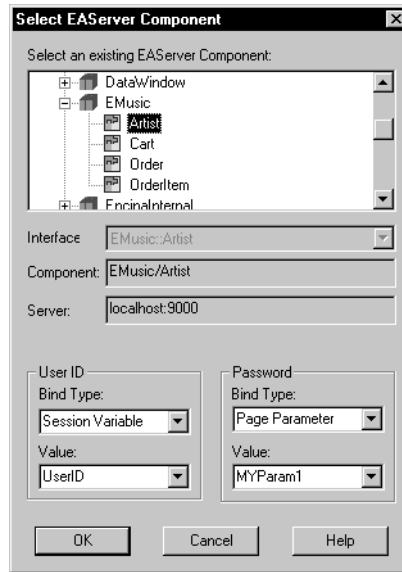 Select EAServer Component
Select an existing EAServer Component:
DataWindow
EMusic
Artist
Cart
Order
OrderItem
EncinaInternal
Interface EMusic::Artist
Component: EMusic/Artist
Server: localhost:9000
User ID Password
Bind Type: Bind Type:
Session Variable Page Parameter
Value: Value:
UserID MYParam1
OK Cancel Help